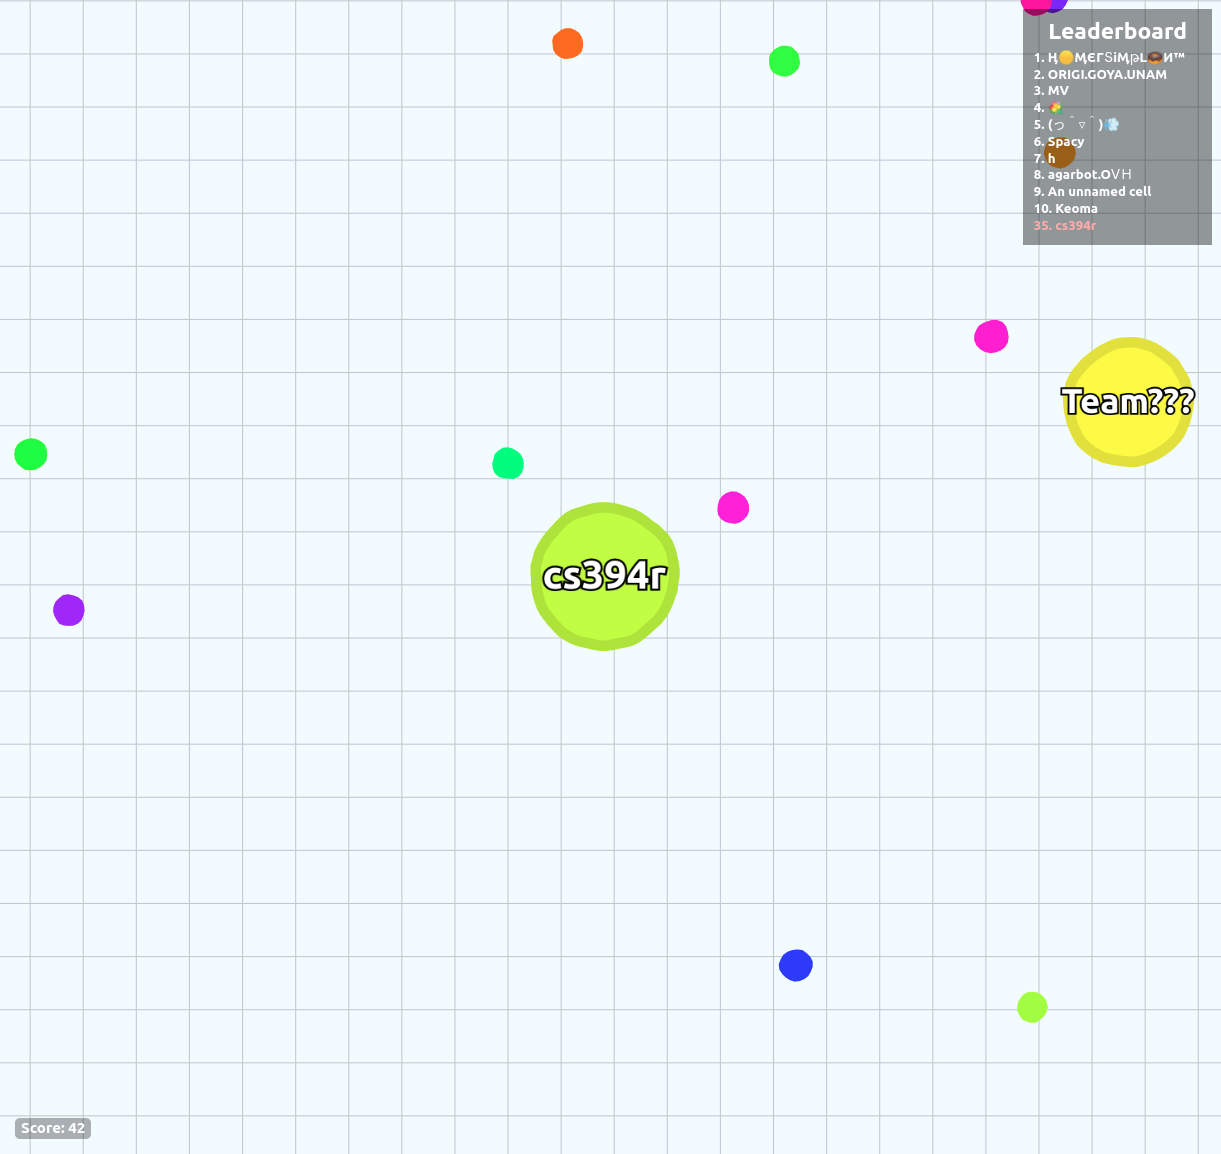 Leaderboard
1. Ң🟡ӍЄГSiӍρL🍩И™
2. ORIGI.GOYA.UNAM
3. MV
4.
5. (っ＾▿＾)💨
6. Spacy
7. h
8. agarbot.OVH
9. An unnamed cell
10. Keoma
35. cs394r
Team???
cs394r
Score: 42